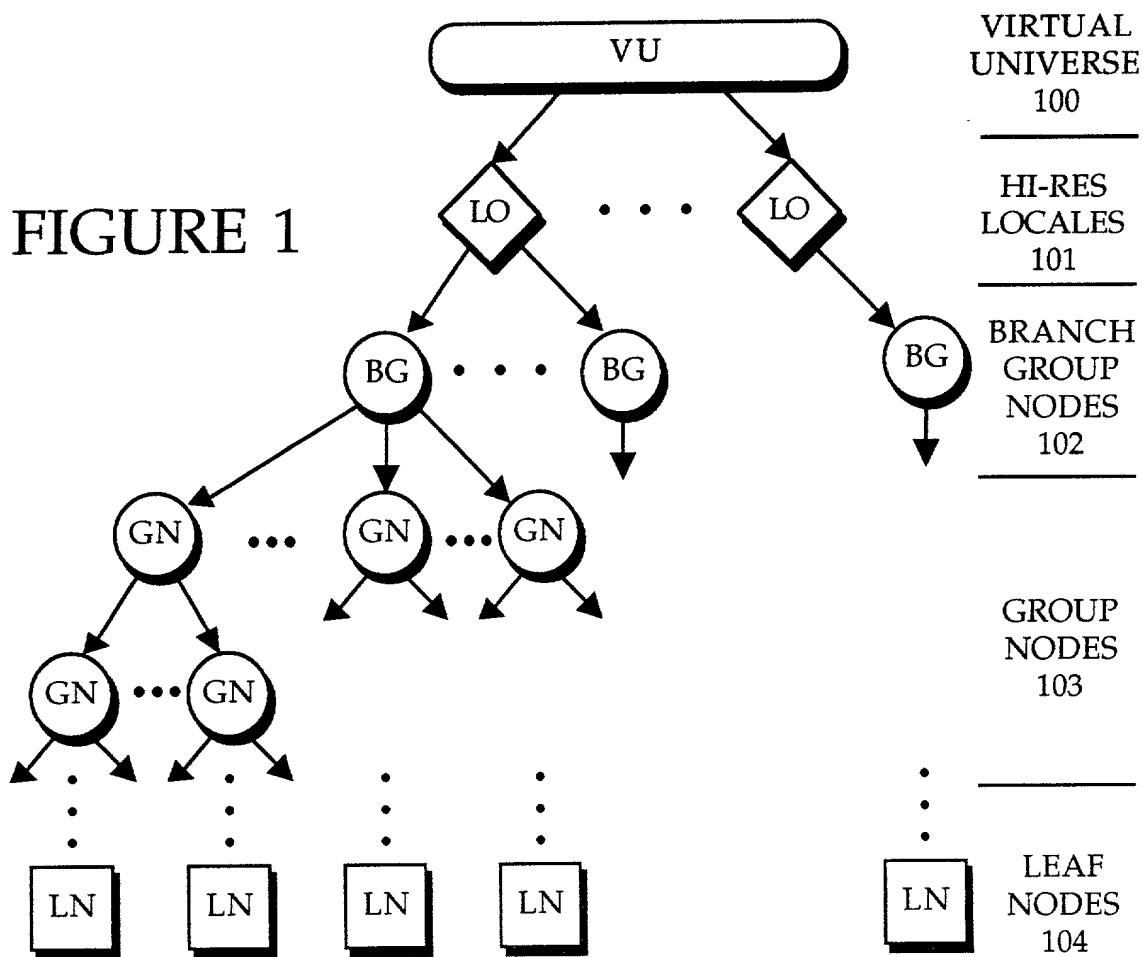 VU
VIRTUAL
UNIVERSE
100
FIGURE 1
LO
. . .
LO
HI-RES
LOCALES
101
BG
. . .
BG
BG
BRANCH
GROUP
NODES
102
GN
...
GN
...
GN
GN
...
GN
GROUP
NODES
103
LN
LN
LN
LN
LN
LEAF
NODES
104